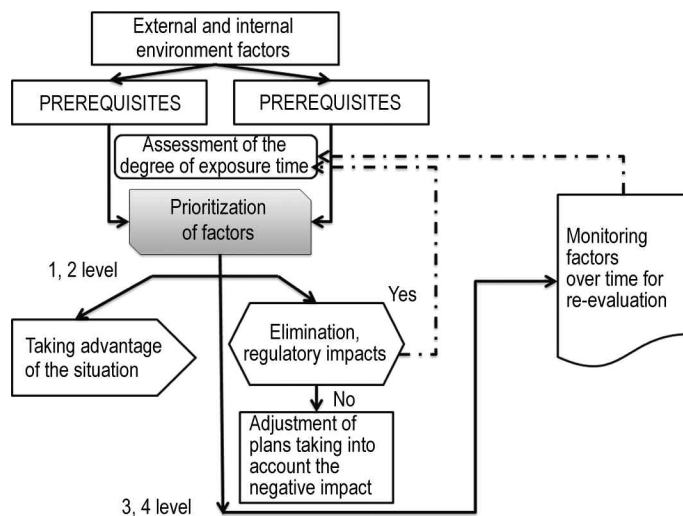 External and internal
environment factors
PREREQUISITES
PREREQUISITES
Assessment of the
degree of exposure time
Prioritization
of factors
1, 2 level
Taking advantage
of the situation
Elimination,
regulatory impacts
Yes
No
Adjustment of
plans taking into
account the
negative impact
3, 4 level
Monitoring
factors
over time for
re-evaluation